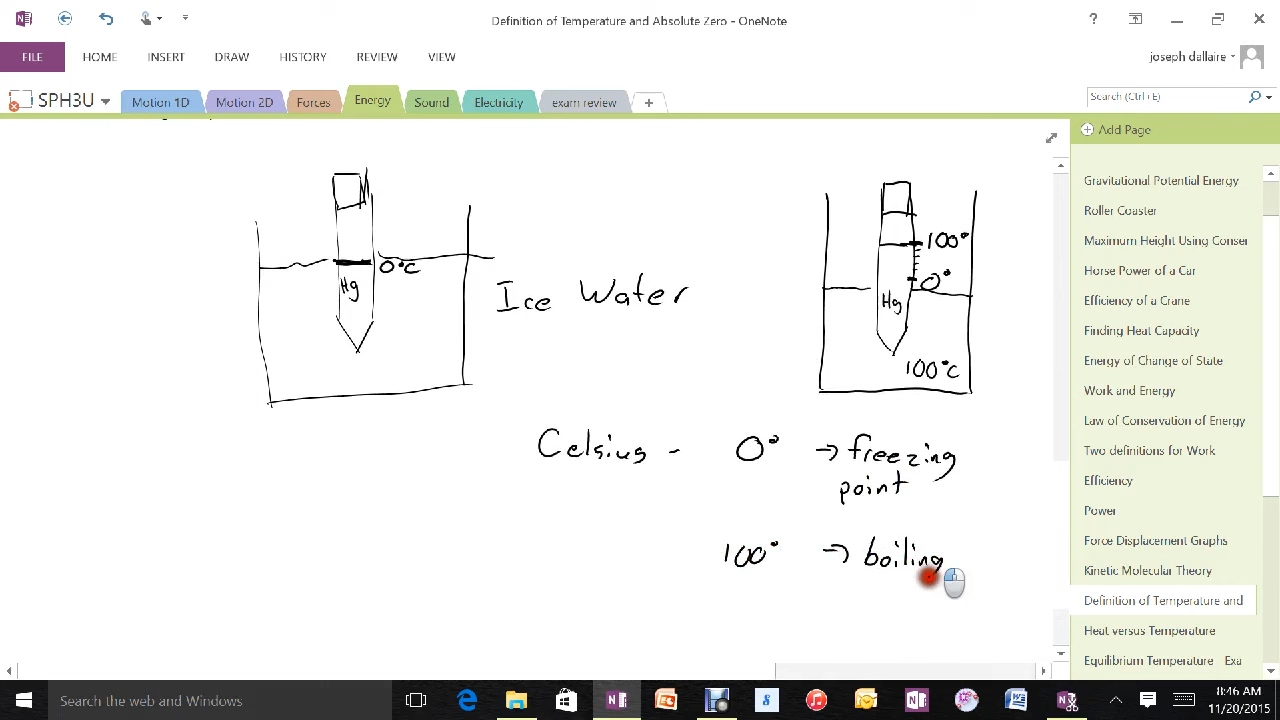 Definition of Temperature and Absolute Zero - OneNote
?
FILE
HOME
INSERT
DRAW
HISTORY
REVIEW
VIEW
joseph dallaire
SPH3U
Motion 1D
Motion 2D
Forces
Energy
Sound
Electricity
exam review
+
Search (Ctrl+E)
Add Page
Gravitational Potential Energy
Roller Coaster
Maximum Height Using Conser
Horse Power of a Car
Efficiency of a Crane
Finding Heat Capacity
Energy of Change of State
Work and Energy
Law of Conservation of Energy
Two definitions for Work
Efficiency
Power
Force Displacement Graphs
Kinetic Molecular Theory
Definition of Temperature and
Heat versus Temperature
Equilibrium Temperature Exa
0°C
Hg
Ice Water
100°
0°
Hg
100°C
Celsius - 0° → freezing
point
100° → boiling
Search the web and Windows
8:46 AM
11/20/2015